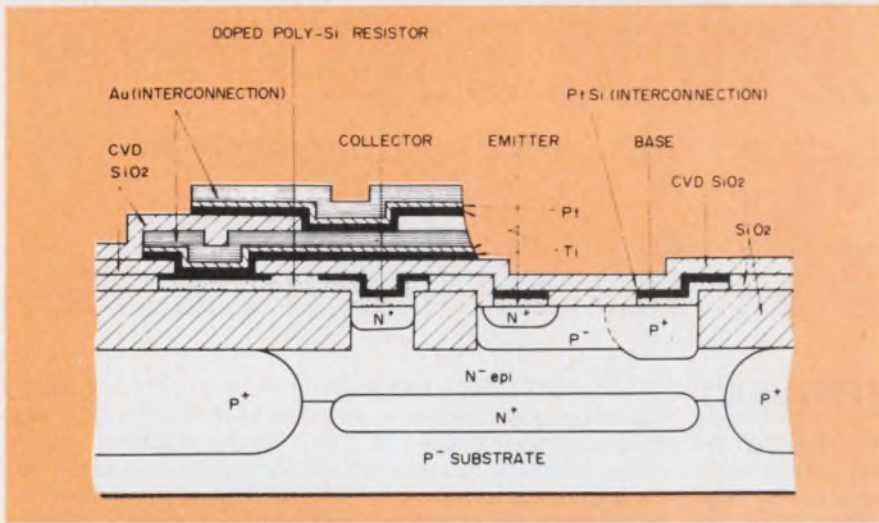 DOPED POLY-Si RESISTOR
Au(INTERCONNECTION)
PtSi(INTERCONNECTION)
CVD
SiO2
COLLECTOR
EMITTER
BASE
CVD SiO2
Pt
SiO2
Ti
N+
N+
P+
P-
N- epi
P+
P+
N+
P- SUBSTRATE